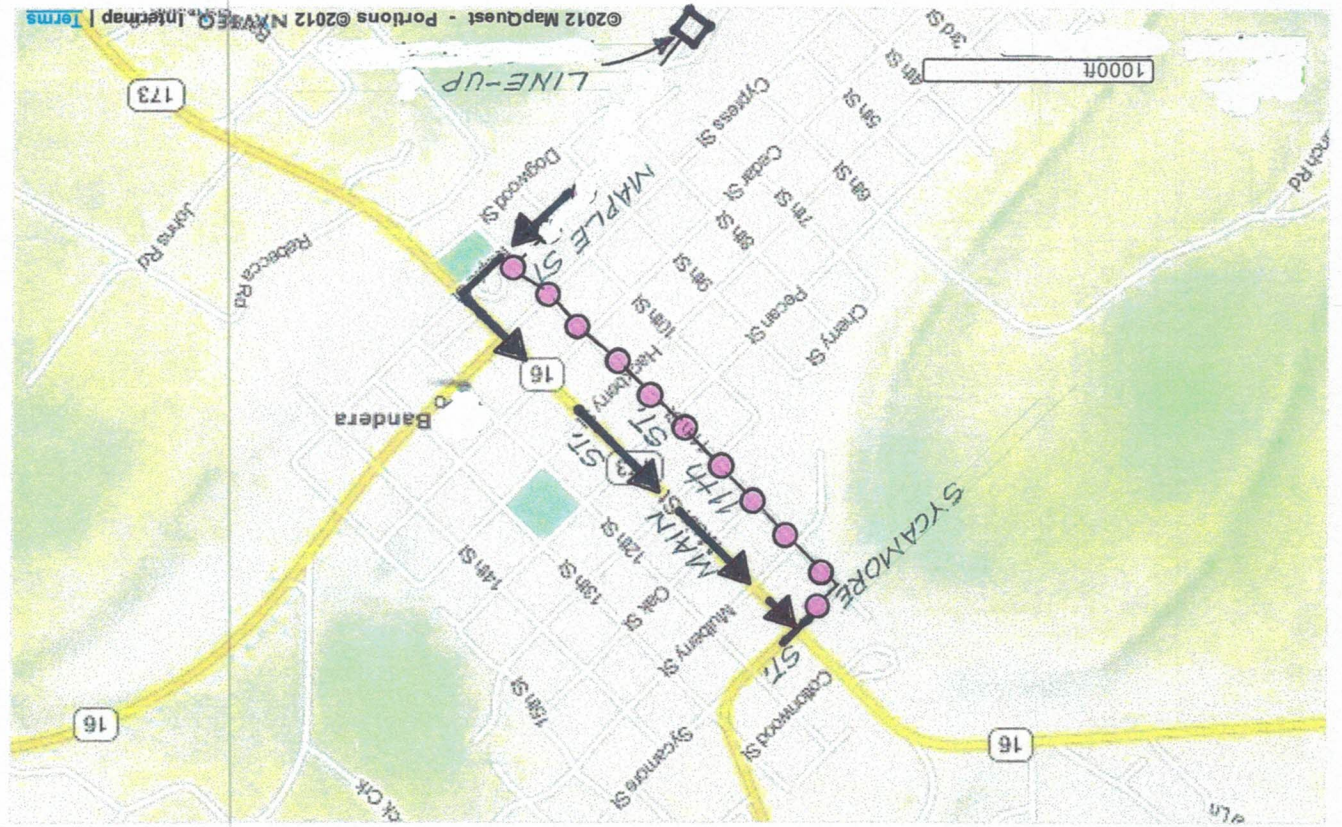 Ln
Crk
Sycamore St
Cottonwood St
16
16
15th St
ST.
Mulberry St
Oak St
13th St
14th St
12th St
SYCAMORE
MAIN ST.
11th ST.
Bandera
Hackberry
16
Cherry St
Pecan St
10th St
9th St
8th St
7th St
6th St
5th St
4th St
3rd St
Cedar St
Cypress St
MAPLE ST.
Dogwood St
Rebecca Rd
Johns Rd
Rd
173
LINE-UP
1000ft
©2012 MapQuest - Portions ©2012 NAVTEQ, Intermap | Terms